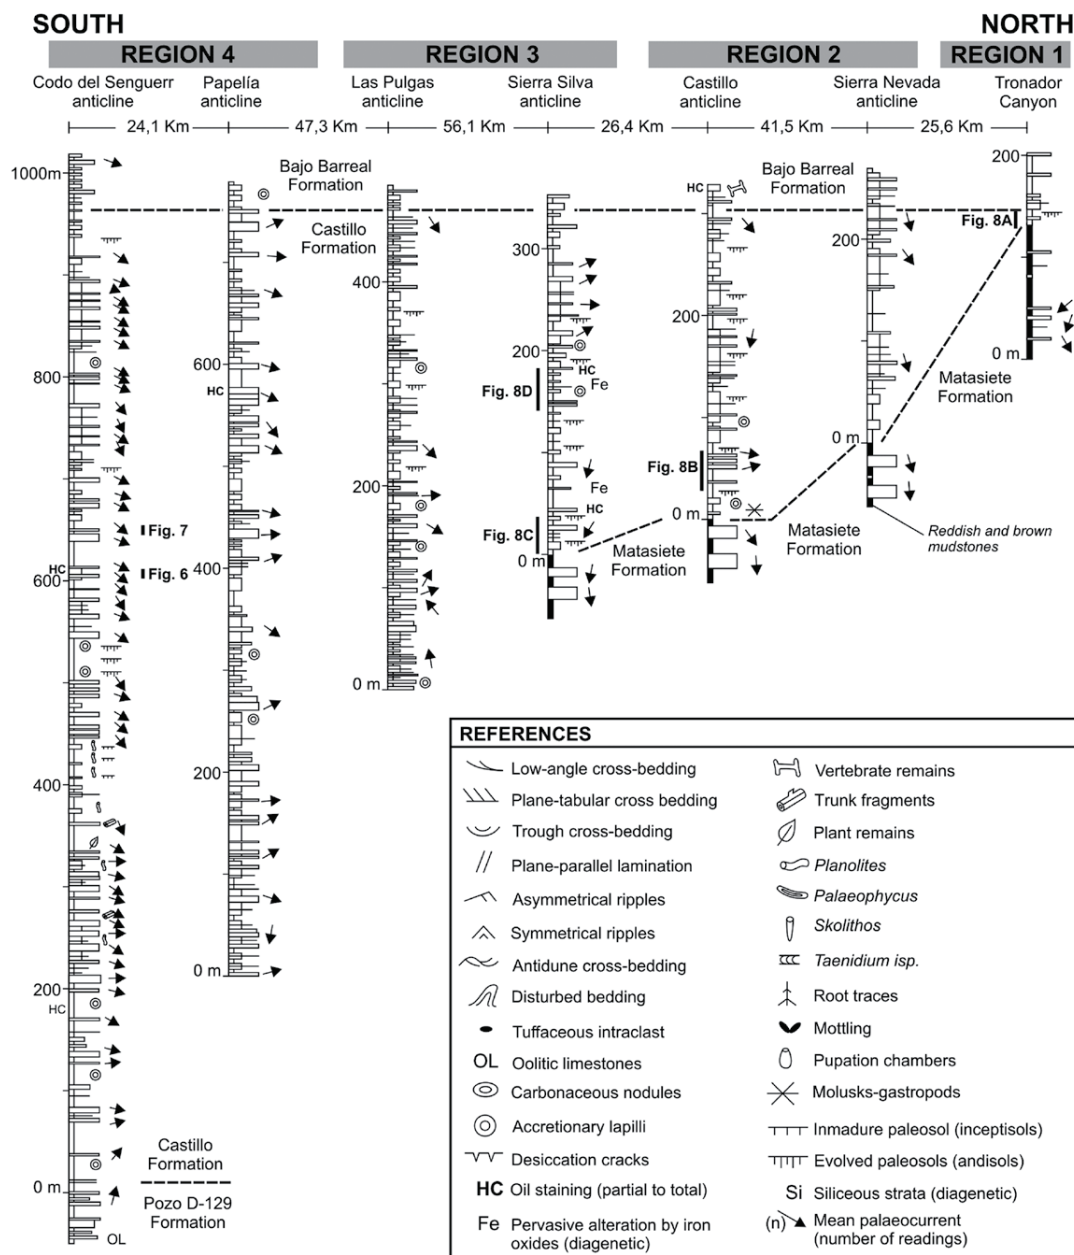 SOUTH
NORTH
REGION 4
REGION 3
REGION 2
REGION 1
Codo del Senguerr
anticline
Papelía
anticline
Las Pulgas
anticline
Sierra Silva
anticline
Castillo
anticline
Sierra Nevada
anticline
Tronador
Canyon
24,1 Km
47,3 Km
56,1 Km
26,4 Km
41,5 Km
25,6 Km
1000m
800
600
400
200
0 m
HC
HC
OL
Fig. 7
Fig. 6
Castillo
Formation
Pozo D-129
Formation
600
400
200
0 m
HC
Bajo Barreal
Formation
Castillo
Formation
400
200
0 m
300
200
0 m
Fig. 8D
Fig. 8C
HC
Fe
Fe
HC
Matasiete
Formation
HC
200
0 m
Fig. 8B
Bajo Barreal
Formation
200
0 m
Matasiete
Formation
Reddish and brown
mudstones
200
Fig. 8A
0 m
Matasiete
Formation
REFERENCES
Low-angle cross-bedding
Plane-tabular cross bedding
Trough cross-bedding
Plane-parallel lamination
Asymmetrical ripples
Symmetrical ripples
Antidune cross-bedding
Disturbed bedding
Tuffaceous intraclast
OL Oolitic limestones
Carbonaceous nodules
Accretionary lapilli
Desiccation cracks
HC Oil staining (partial to total)
Fe Pervasive alteration by iron
oxides (diagenetic)
Vertebrate remains
Trunk fragments
Plant remains
Planolites
Palaeophycus
Skolithos
Taenidium isp.
Root traces
Mottling
Pupation chambers
Molusks-gastropods
Inmadure paleosol (inceptisols)
Evolved paleosols (andisols)
Si Siliceous strata (diagenetic)
(n) Mean palaeocurrent
(number of readings)